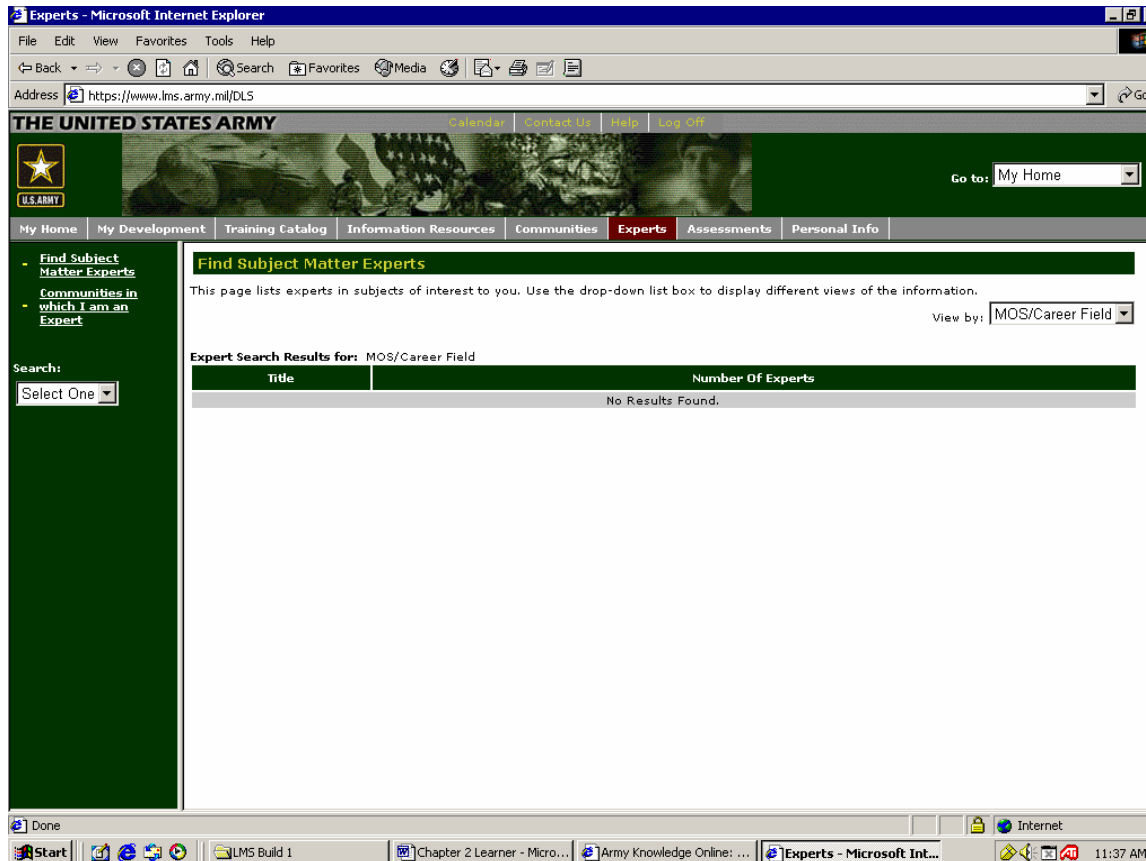 Experts - Microsoft Internet Explorer
File Edit View Favorites Tools Help
Back Search Favorites Media
Address https://www.lms.army.mil/DLS Go
THE UNITED STATES ARMY Calendar Contact Us Help Log Off
U.S.ARMY Go to: My Home
My Home My Development Training Catalog Information Resources Communities Experts Assessments Personal Info
- Find Subject
Matter Experts
- Communities in
which I am an
Expert
Search:
Select One
Find Subject Matter Experts
This page lists experts in subjects of interest to you. Use the drop-down list box to display different views of the information.
View by: MOS/Career Field
Expert Search Results for: MOS/Career Field
Title Number Of Experts
No Results Found.
Done Internet
Start LMS Build 1 Chapter 2 Learner - Micro... Army Knowledge Online: ... Experts - Microsoft Int... 11:37 AM